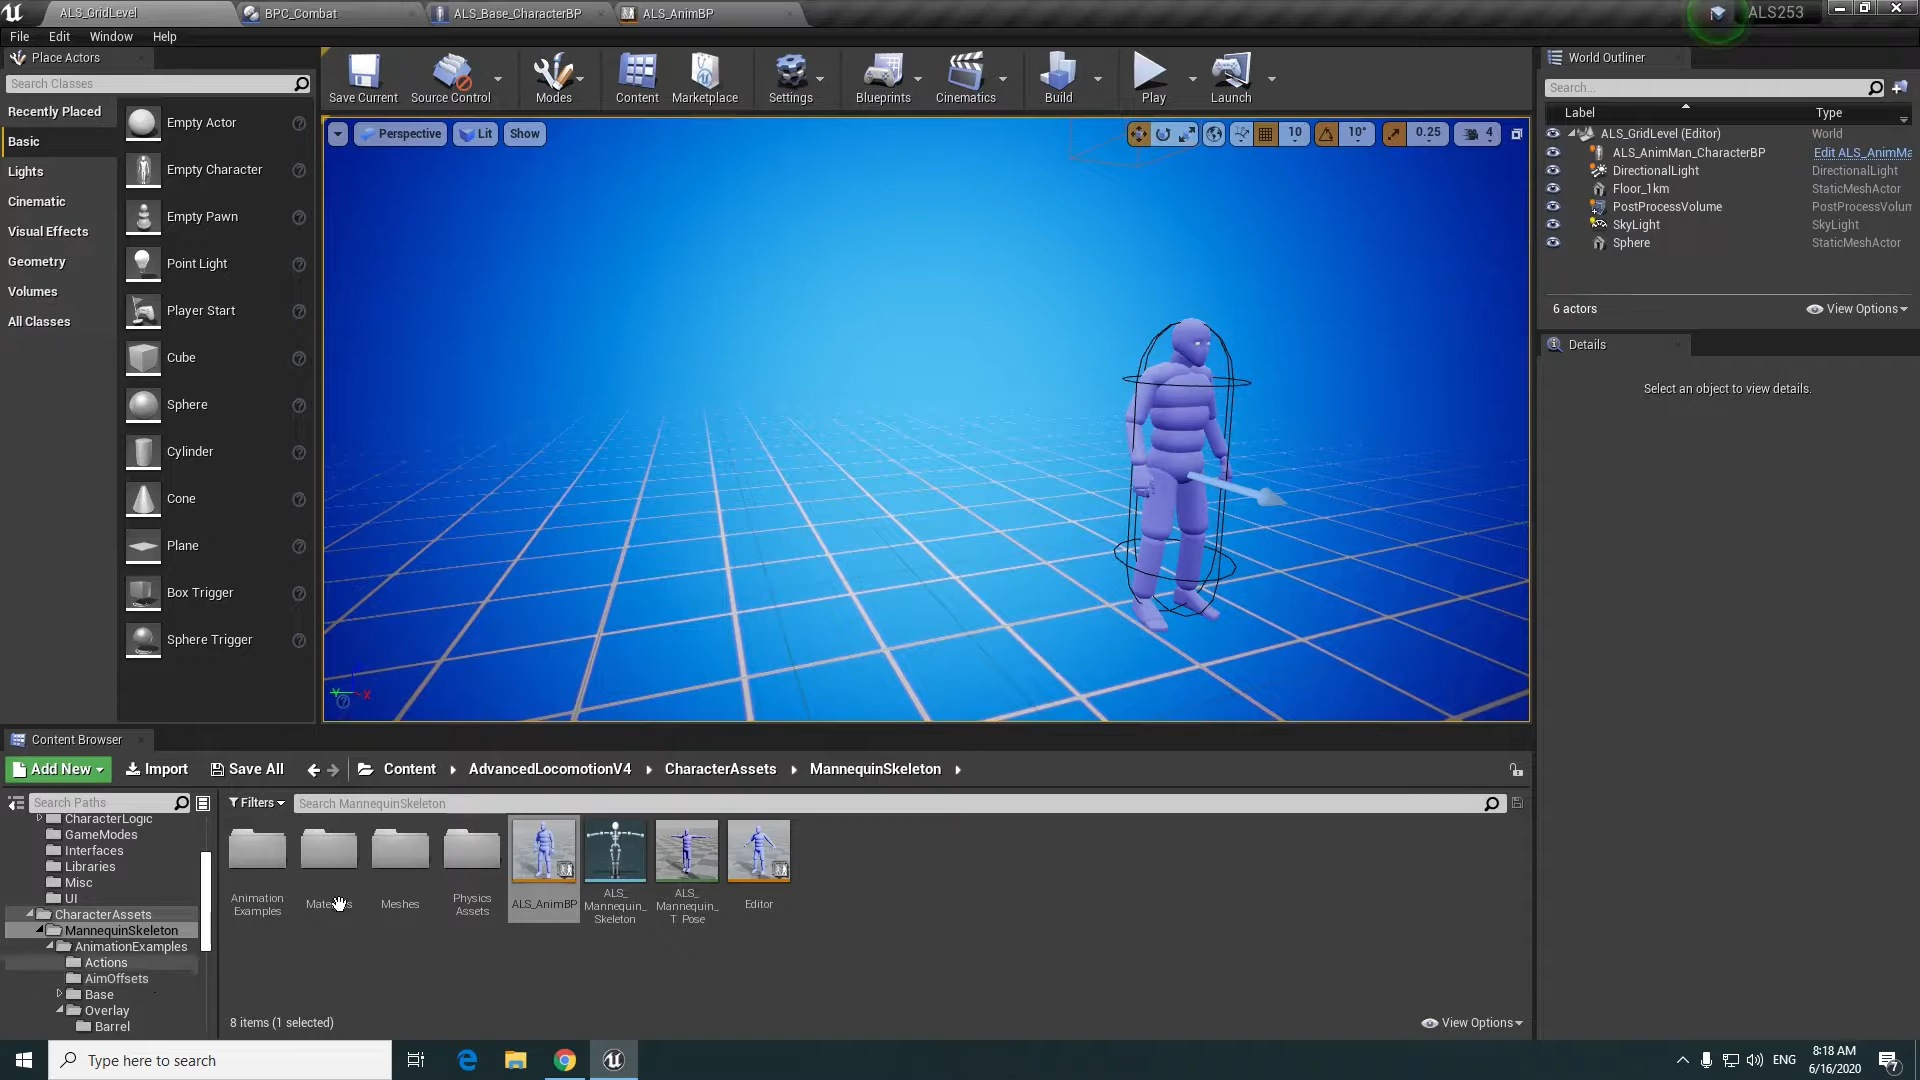 ALS_GridLevel
BPC_Combat
ALS_Base_CharacterBP
ALS_AnimBP
ALS253
File
Edit
Window
Help
Place Actors
Search Classes
Recently Placed
Basic
Lights
Cinematic
Visual Effects
Geometry
Volumes
All Classes
Empty Actor
Empty Character
Empty Pawn
Point Light
Player Start
Cube
Sphere
Cylinder
Cone
Plane
Box Trigger
Sphere Trigger
Save Current
Source Control
Modes
Content
Marketplace
Settings
Blueprints
Cinematics
Build
Play
Launch
Perspective
Lit
Show
10
10°
0.25
4
Y
X
World Outliner
Search...
Label
Type
ALS_GridLevel (Editor)
World
ALS_AnimMan_CharacterBP
Edit ALS_AnimMa
DirectionalLight
DirectionalLight
Floor_1km
StaticMeshActor
PostProcessVolume
PostProcessVolum
SkyLight
SkyLight
Sphere
StaticMeshActor
6 actors
View Options
Details
Select an object to view details.
Content Browser
Add New
Import
Save All
Content
AdvancedLocomotionV4
CharacterAssets
MannequinSkeleton
Search Paths
Filters
Search MannequinSkeleton
CharacterLogic
GameModes
Interfaces
Libraries
Misc
UI
CharacterAssets
MannequinSkeleton
AnimationExamples
Actions
AimOffsets
Base
Overlay
Barrel
Animation
Examples
Meshes
Physics
Assets
ALS_AnimBP
ALS_
Mannequin_
Skeleton
ALS_
Mannequin_
T_Pose
Editor
8 items (1 selected)
View Options
Type here to search
ENG
8:18 AM
6/16/2020
7